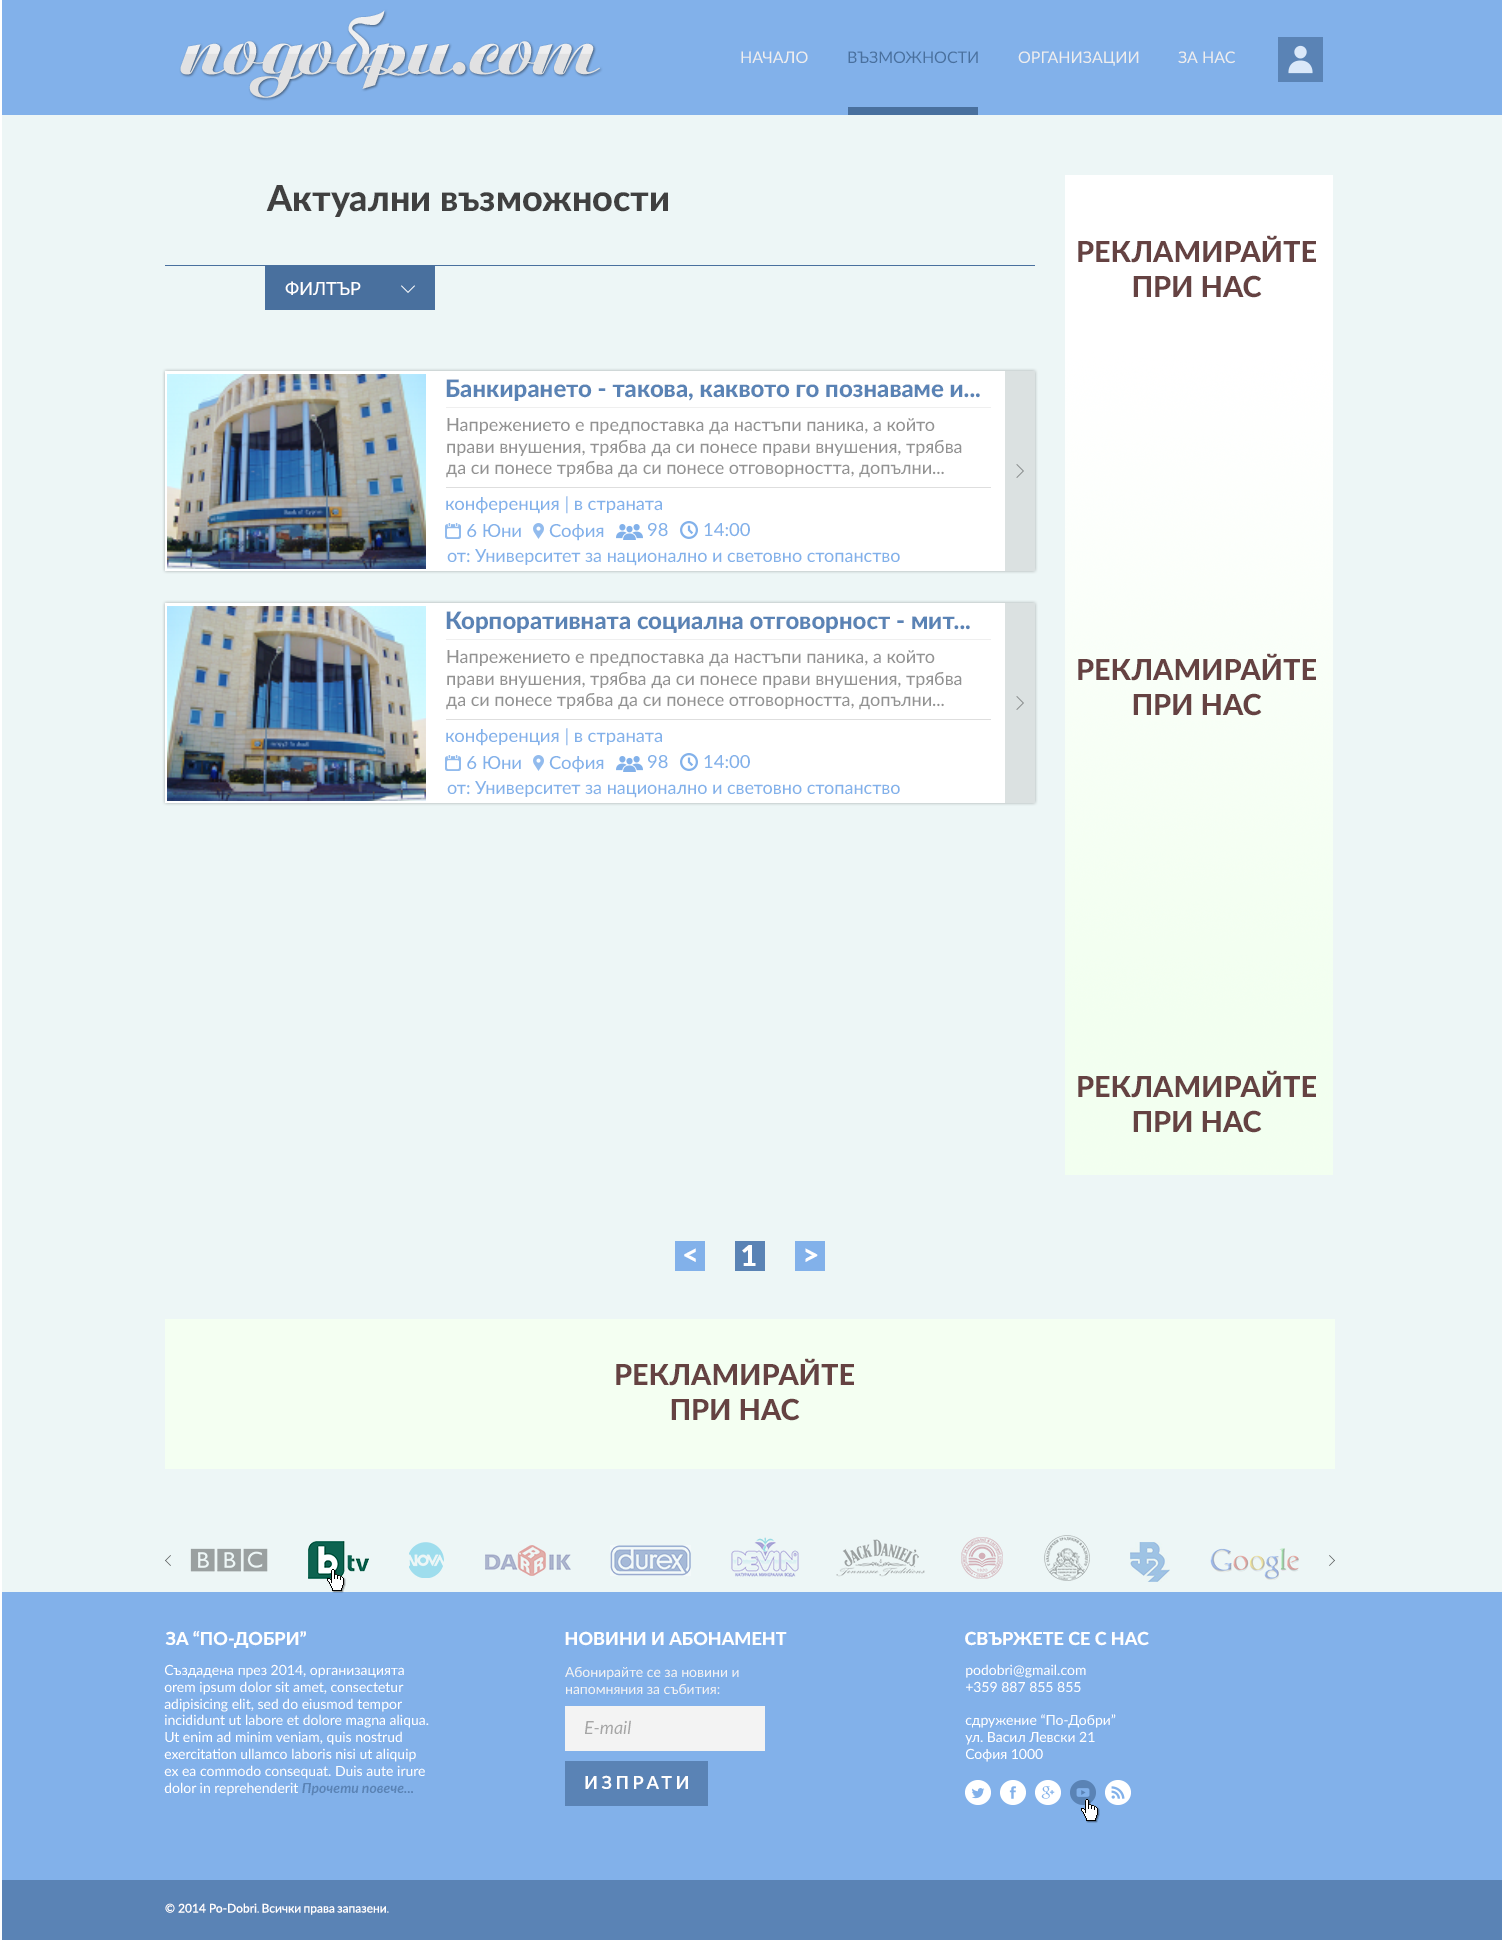 подобри.com
НАЧАЛО ВЪЗМОЖНОСТИ ОРГАНИЗАЦИИ ЗА НАС
Актуални възможности
ФИЛТЪР
Банкирането - такова, каквото го познаваме и...
Напрежението е предпоставка да настъпи паника, а който
прави внушения, трябва да си понесе прави внушения, трябва
да си понесе трябва да си понесе отговорността, допълни...
конференция | в страната
6 Юни София 98 14:00
от: Университет за национално и световно стопанство
Корпоративната социална отговорност - мит...
Напрежението е предпоставка да настъпи паника, а който
прави внушения, трябва да си понесе прави внушения, трябва
да си понесе трябва да си понесе отговорността, допълни...
конференция | в страната
6 Юни София 98 14:00
от: Университет за национално и световно стопанство
РЕКЛАМИРАЙТЕ
ПРИ НАС
РЕКЛАМИРАЙТЕ
ПРИ НАС
РЕКЛАМИРАЙТЕ
ПРИ НАС
< 1 >
РЕКЛАМИРАЙТЕ
ПРИ НАС
BBC btv NOVA DARIK durex DEVIN JACK DANIEL'S Google
Tennessee Traditions
ЗА “ПО-ДОБРИ”
Създадена през 2014, организацията
orem ipsum dolor sit amet, consectetur
adipisicing elit, sed do eiusmod tempor
incididunt ut labore et dolore magna aliqua.
Ut enim ad minim veniam, quis nostrud
exercitation ullamco laboris nisi ut aliquip
ex ea commodo consequat. Duis aute irure
dolor in reprehenderit Прочети повече...
НОВИНИ И АБОНАМЕНТ
Абонирайте се за новини и
напомняния за събития:
E-mail
ИЗПРАТИ
СВЪРЖЕТЕ СЕ С НАС
podobri@gmail.com
+359 887 855 855
сдружение “По-Добри”
ул. Васил Левски 21
София 1000
© 2014 Po-Dobri. Всички права запазени.